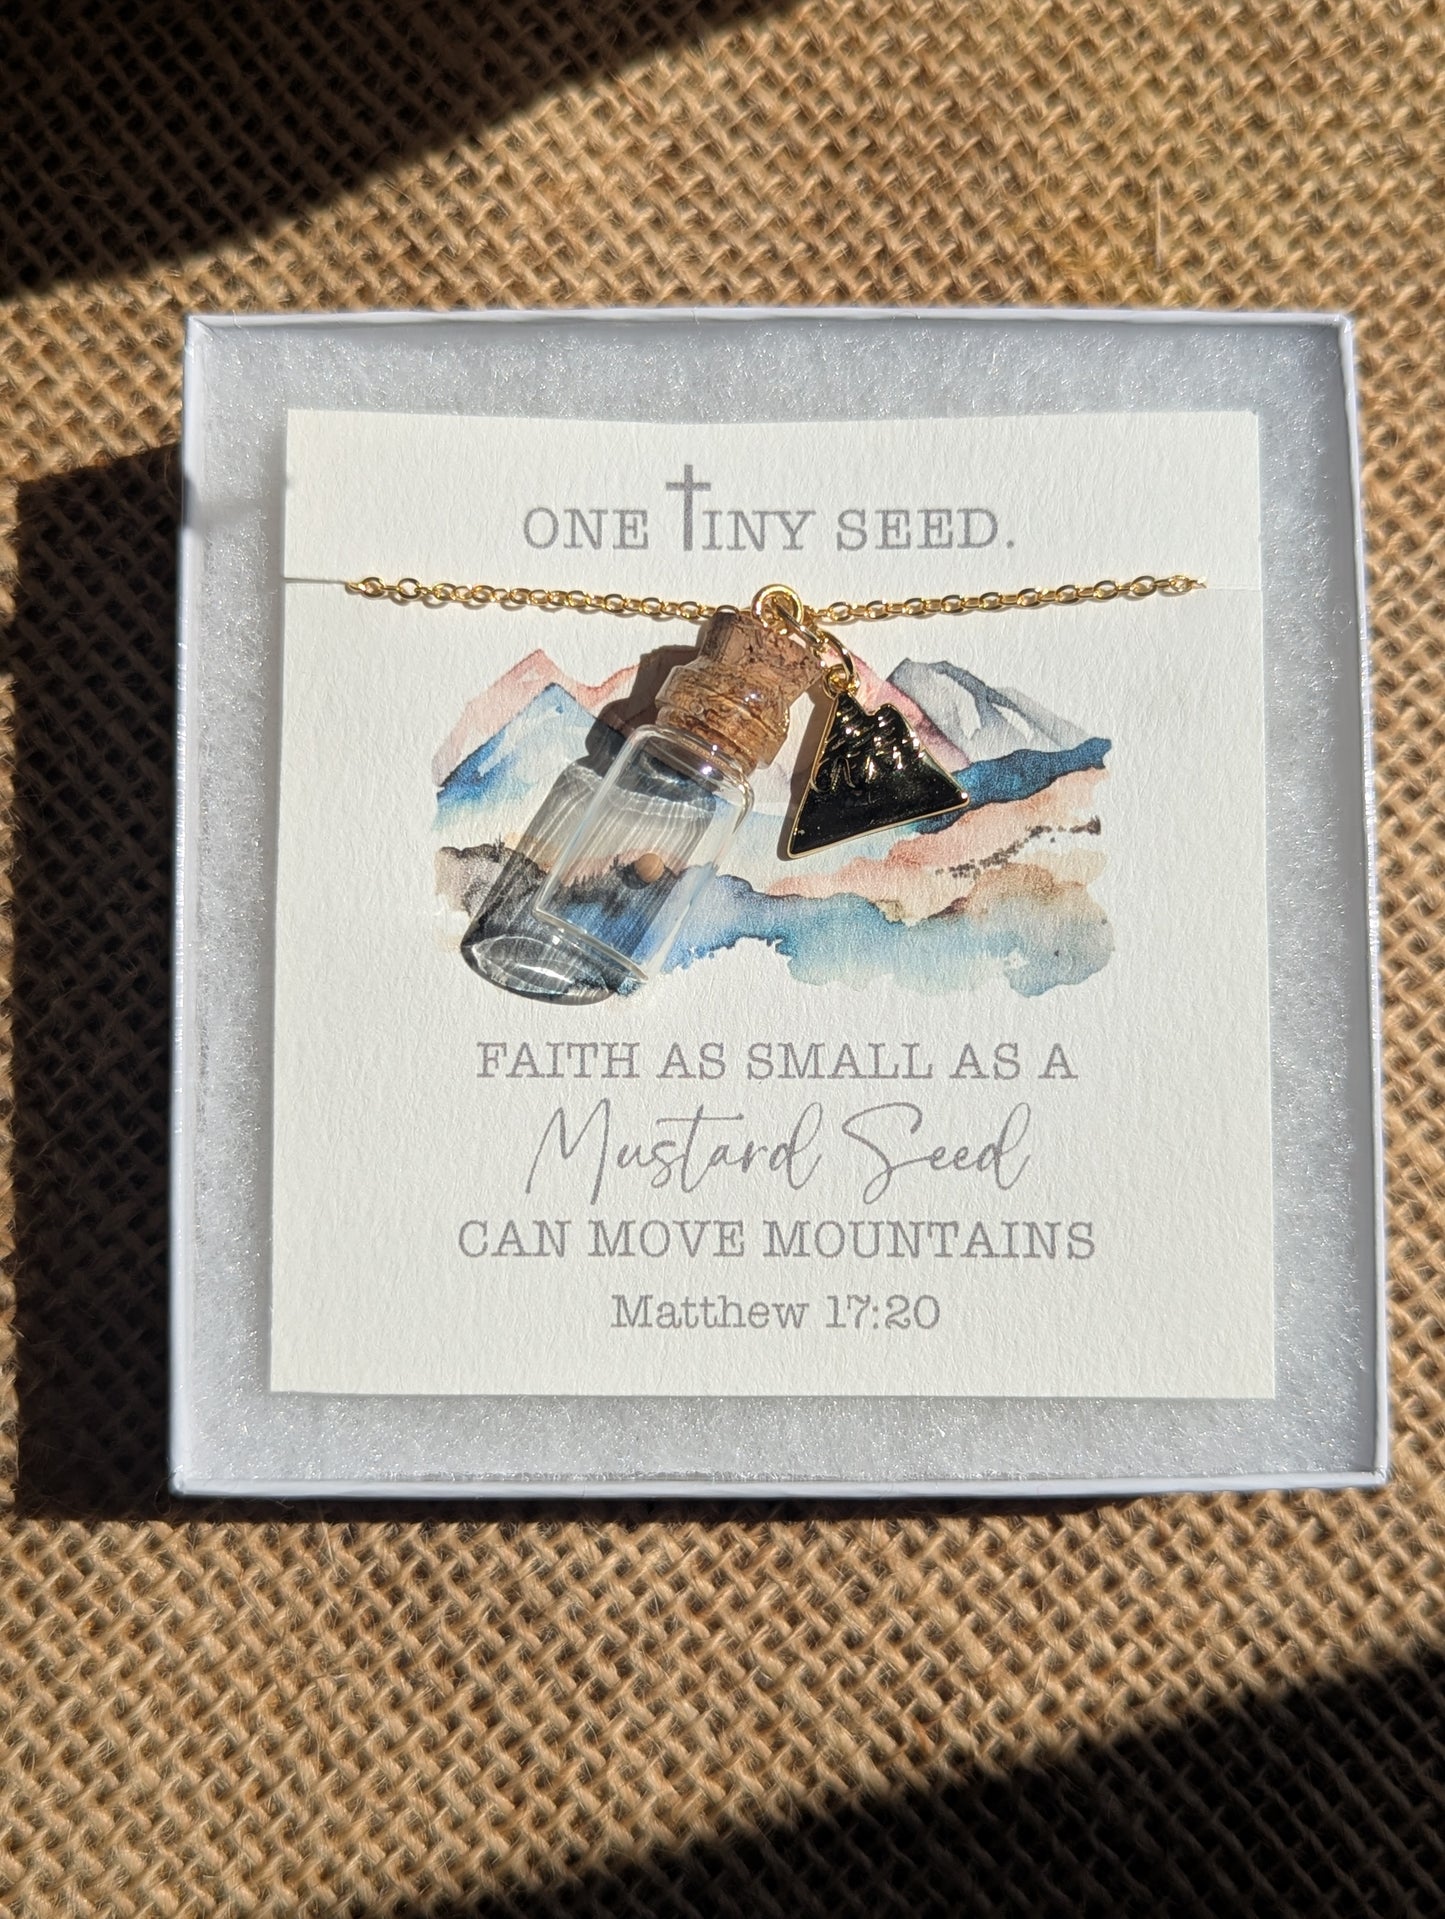 ONE TINY SEED.
FAITH AS SMALL AS A
Mustard Seed
CAN MOVE MOUNTAINS
Matthew 17:20